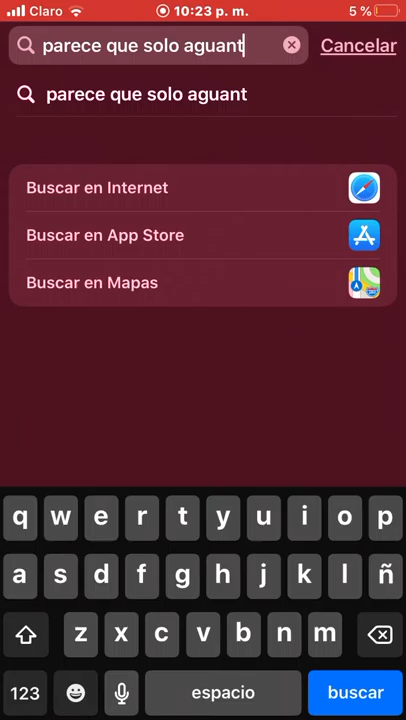 Claro 10:23 p. m. 5 %
parece que solo aguant Cancelar
parece que solo aguant
Buscar en Internet
Buscar en App Store
Buscar en Mapas
q w e r t y u i o p
a s d f g h j k l ñ
z x c v b n m
123 espacio buscar